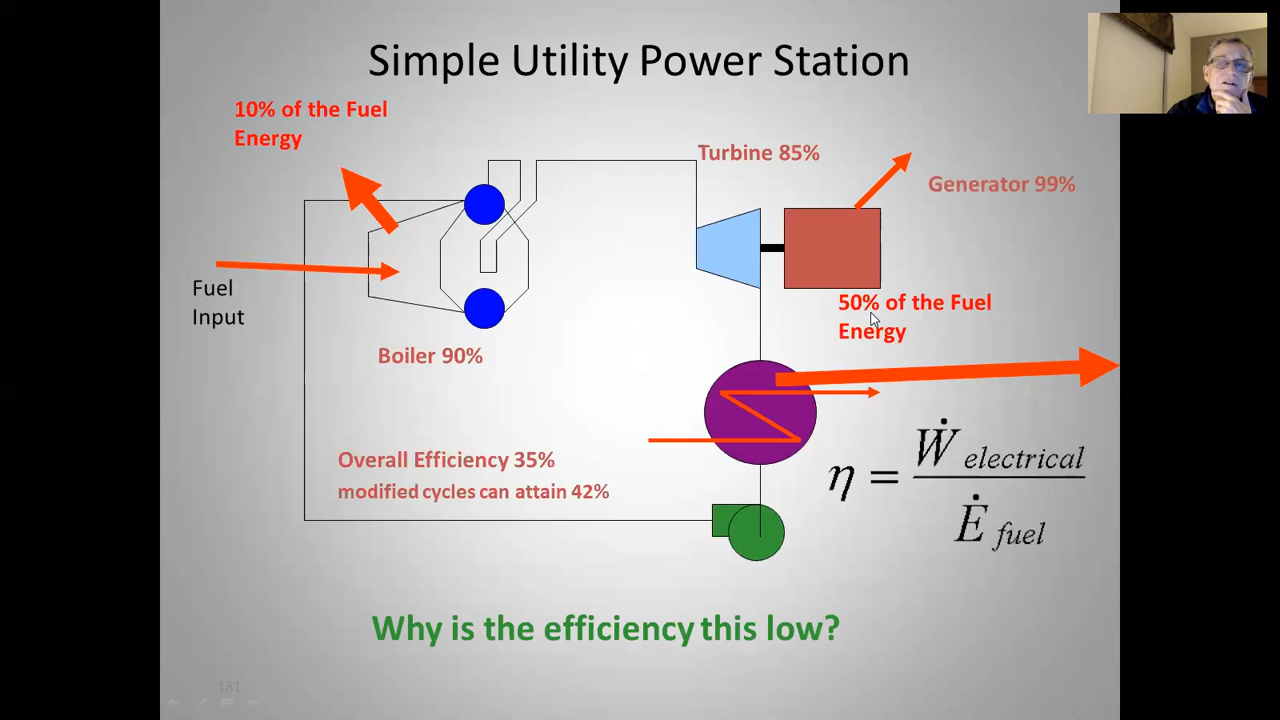 Simple Utility Power Station
10% of the Fuel
Energy
Turbine 85%
Generator 99%
Fuel
Input
50% of the Fuel
Energy
Boiler 90%
Overall Efficiency 35%
modified cycles can attain 42%
η = Ẇ electrical / Ė fuel
Why is the efficiency this low?
181